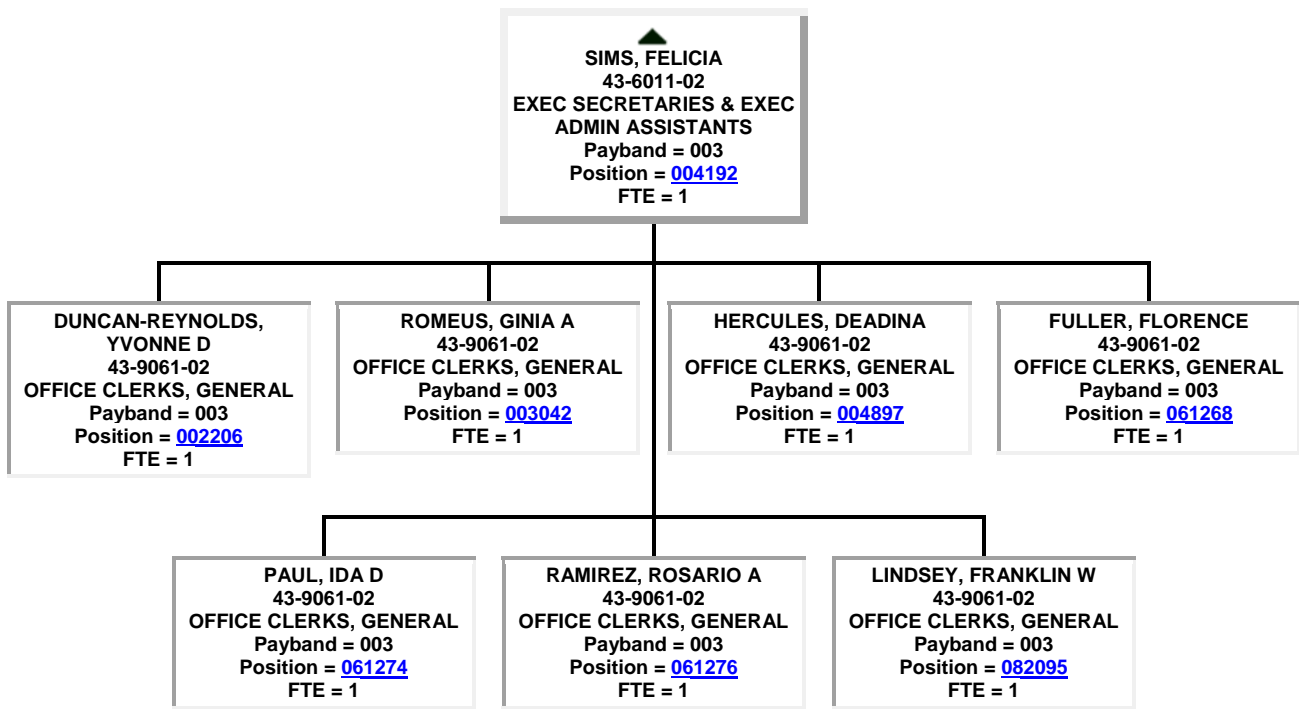 SIMS, FELICIA
43-6011-02
EXEC SECRETARIES & EXEC
ADMIN ASSISTANTS
Payband = 003
Position = 004192
FTE = 1
DUNCAN-REYNOLDS,
YVONNE D
43-9061-02
OFFICE CLERKS, GENERAL
Payband = 003
Position = 002206
FTE = 1
ROMEUS, GINIA A
43-9061-02
OFFICE CLERKS, GENERAL
Payband = 003
Position = 003042
FTE = 1
HERCULES, DEADINA
43-9061-02
OFFICE CLERKS, GENERAL
Payband = 003
Position = 004897
FTE = 1
FULLER, FLORENCE
43-9061-02
OFFICE CLERKS, GENERAL
Payband = 003
Position = 061268
FTE = 1
PAUL, IDA D
43-9061-02
OFFICE CLERKS, GENERAL
Payband = 003
Position = 061274
FTE = 1
RAMIREZ, ROSARIO A
43-9061-02
OFFICE CLERKS, GENERAL
Payband = 003
Position = 061276
FTE = 1
LINDSEY, FRANKLIN W
43-9061-02
OFFICE CLERKS, GENERAL
Payband = 003
Position = 082095
FTE = 1